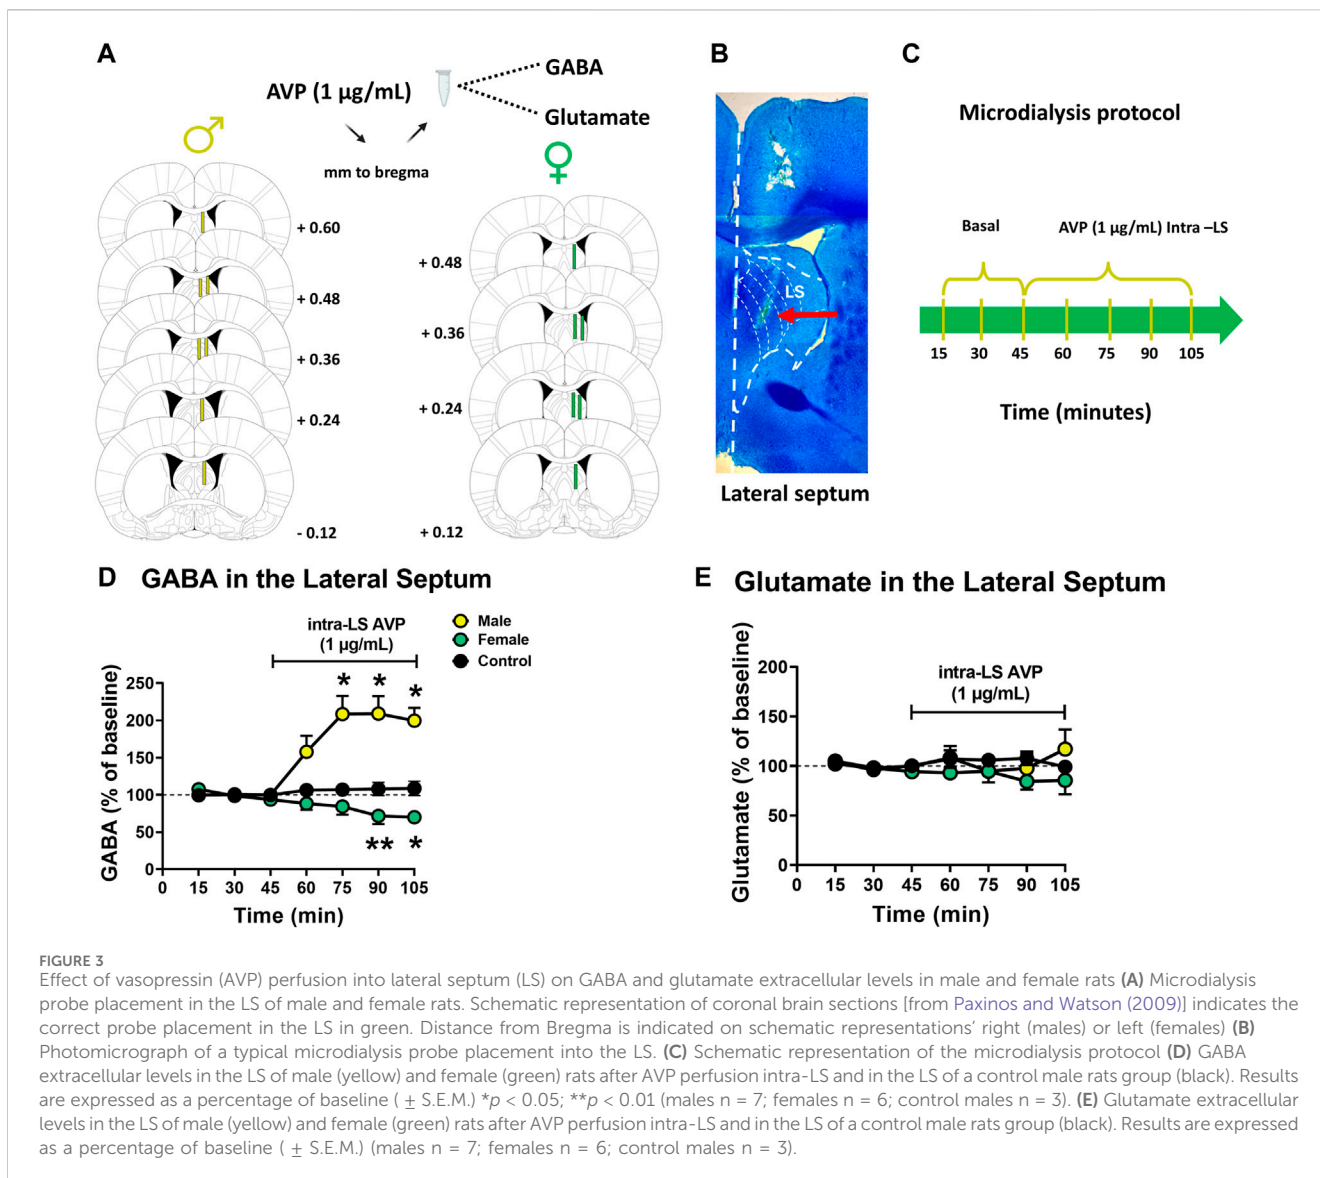 A
AVP (1 µg/mL)
GABA
Glutamate
♂
♀
mm to bregma
+ 0.60
+ 0.48
+ 0.36
+ 0.24
- 0.12
+ 0.48
+ 0.36
+ 0.24
+ 0.12
B
LS
Lateral septum
C
Microdialysis protocol
Basal
AVP (1 µg/mL) Intra –LS
15 30 45 60 75 90 105
Time (minutes)
D GABA in the Lateral Septum
intra-LS AVP
(1 µg/mL)
Male
Female
Control
GABA (% of baseline)
250
200
150
100
50
0
* * *
** *
0 15 30 45 60 75 90 105
Time (min)
E Glutamate in the Lateral Septum
intra-LS AVP
(1 µg/mL)
Glutamate (% of baseline)
200
150
100
50
0
0 15 30 45 60 75 90 105
Time (min)
FIGURE 3
Effect of vasopressin (AVP) perfusion into lateral septum (LS) on GABA and glutamate extracellular levels in male and female rats (A) Microdialysis
probe placement in the LS of male and female rats. Schematic representation of coronal brain sections [from Paxinos and Watson (2009)] indicates the
correct probe placement in the LS in green. Distance from Bregma is indicated on schematic representations’ right (males) or left (females) (B)
Photomicrograph of a typical microdialysis probe placement into the LS. (C) Schematic representation of the microdialysis protocol (D) GABA
extracellular levels in the LS of male (yellow) and female (green) rats after AVP perfusion intra-LS and in the LS of a control male rats group (black). Results
are expressed as a percentage of baseline ( ± S.E.M.) *p < 0.05; **p < 0.01 (males n = 7; females n = 6; control males n = 3). (E) Glutamate extracellular
levels in the LS of male (yellow) and female (green) rats after AVP perfusion intra-LS and in the LS of a control male rats group (black). Results are expressed
as a percentage of baseline ( ± S.E.M.) (males n = 7; females n = 6; control males n = 3).